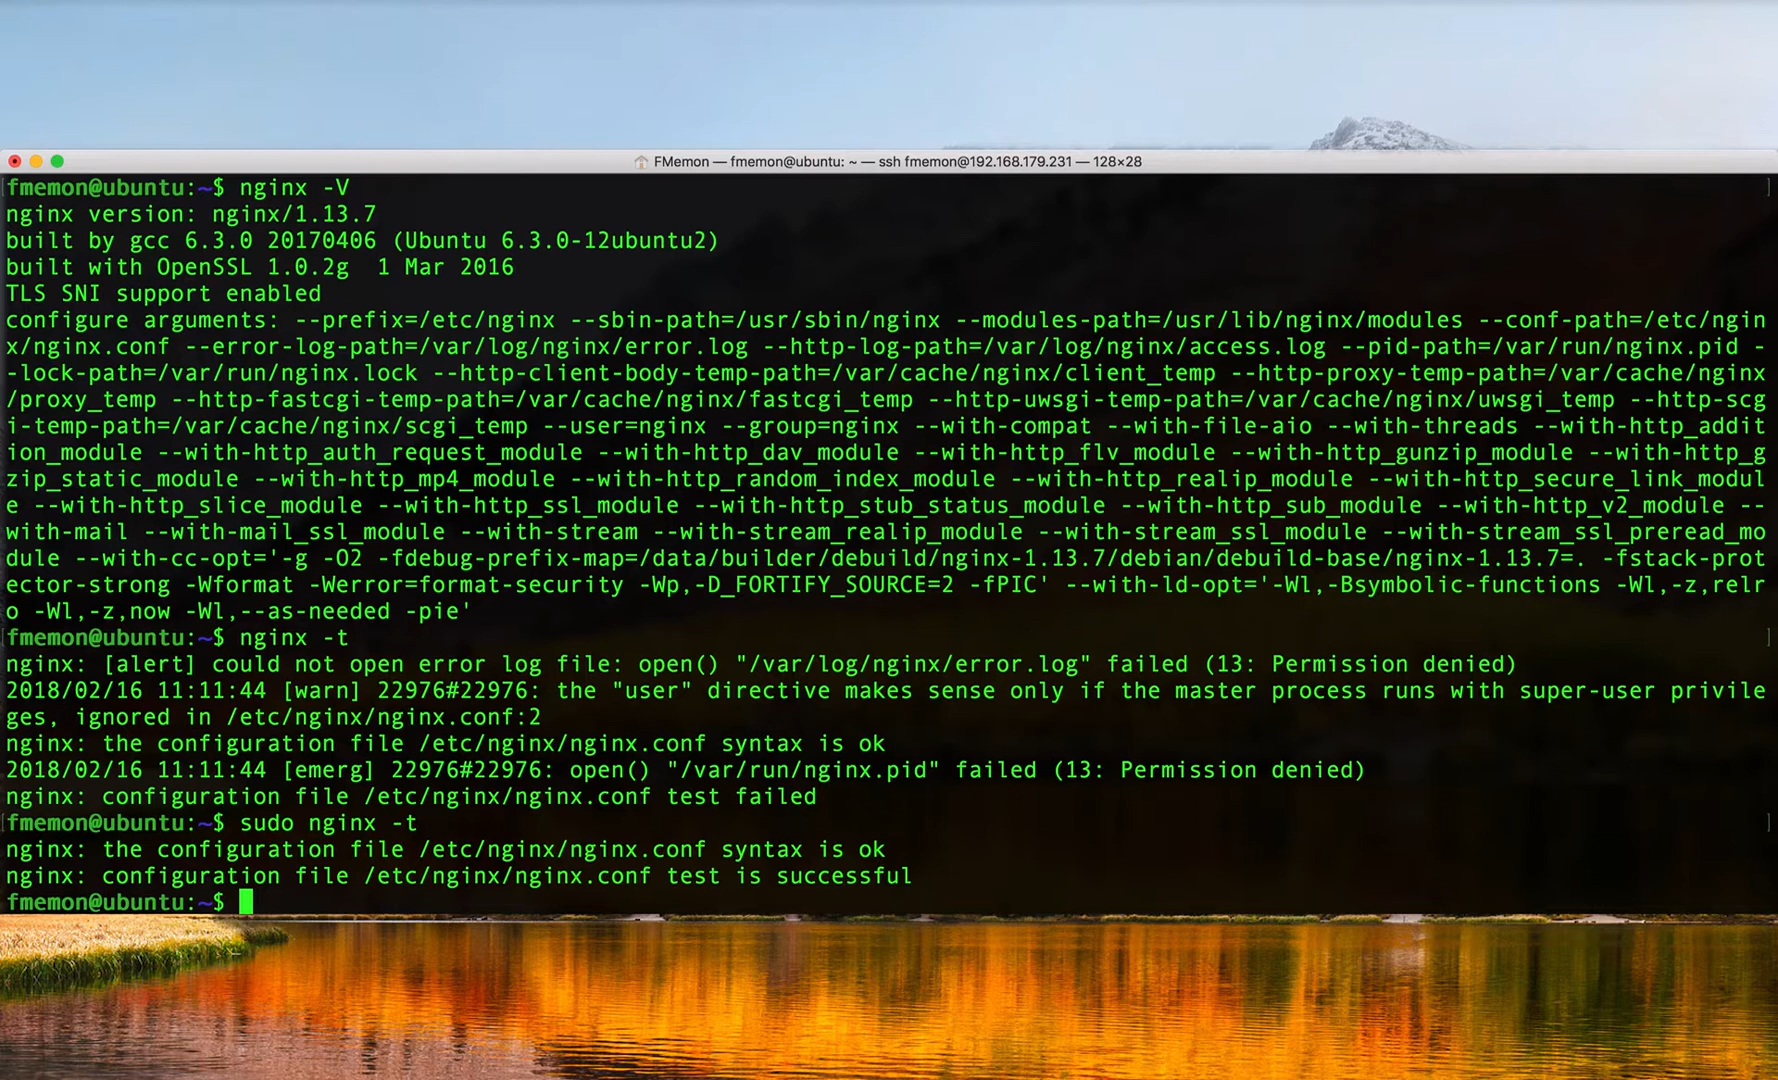 FMemon — fmemon@ubuntu: ~ — ssh fmemon@192.168.179.231 — 128×28
fmemon@ubuntu:~$ nginx -V
nginx version: nginx/1.13.7
built by gcc 6.3.0 20170406 (Ubuntu 6.3.0-12ubuntu2)
built with OpenSSL 1.0.2g  1 Mar 2016
TLS SNI support enabled
configure arguments: --prefix=/etc/nginx --sbin-path=/usr/sbin/nginx --modules-path=/usr/lib/nginx/modules --conf-path=/etc/ngin
x/nginx.conf --error-log-path=/var/log/nginx/error.log --http-log-path=/var/log/nginx/access.log --pid-path=/var/run/nginx.pid -
-lock-path=/var/run/nginx.lock --http-client-body-temp-path=/var/cache/nginx/client_temp --http-proxy-temp-path=/var/cache/nginx
/proxy_temp --http-fastcgi-temp-path=/var/cache/nginx/fastcgi_temp --http-uwsgi-temp-path=/var/cache/nginx/uwsgi_temp --http-scg
i-temp-path=/var/cache/nginx/scgi_temp --user=nginx --group=nginx --with-compat --with-file-aio --with-threads --with-http_addit
ion_module --with-http_auth_request_module --with-http_dav_module --with-http_flv_module --with-http_gunzip_module --with-http_g
zip_static_module --with-http_mp4_module --with-http_random_index_module --with-http_realip_module --with-http_secure_link_modul
e --with-http_slice_module --with-http_ssl_module --with-http_stub_status_module --with-http_sub_module --with-http_v2_module --
with-mail --with-mail_ssl_module --with-stream --with-stream_realip_module --with-stream_ssl_module --with-stream_ssl_preread_mo
dule --with-cc-opt='-g -O2 -fdebug-prefix-map=/data/builder/debuild/nginx-1.13.7/debian/debuild-base/nginx-1.13.7=. -fstack-prot
ector-strong -Wformat -Werror=format-security -Wp,-D_FORTIFY_SOURCE=2 -fPIC' --with-ld-opt='-Wl,-Bsymbolic-functions -Wl,-z,relr
o -Wl,-z,now -Wl,--as-needed -pie'
fmemon@ubuntu:~$ nginx -t
nginx: [alert] could not open error log file: open() "/var/log/nginx/error.log" failed (13: Permission denied)
2018/02/16 11:11:44 [warn] 22976#22976: the "user" directive makes sense only if the master process runs with super-user privile
ges, ignored in /etc/nginx/nginx.conf:2
nginx: the configuration file /etc/nginx/nginx.conf syntax is ok
2018/02/16 11:11:44 [emerg] 22976#22976: open() "/var/run/nginx.pid" failed (13: Permission denied)
nginx: configuration file /etc/nginx/nginx.conf test failed
fmemon@ubuntu:~$ sudo nginx -t
nginx: the configuration file /etc/nginx/nginx.conf syntax is ok
nginx: configuration file /etc/nginx/nginx.conf test is successful
fmemon@ubuntu:~$